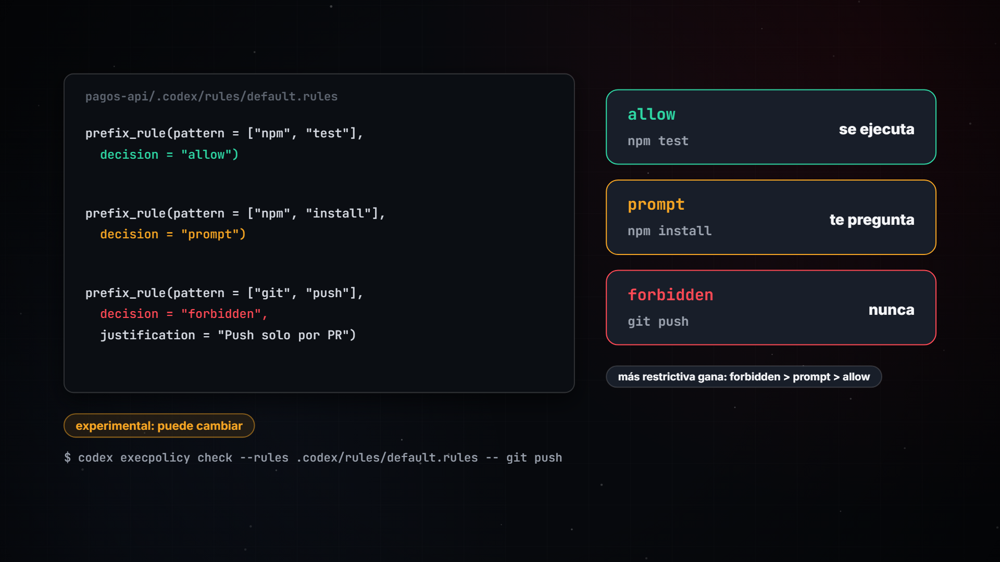 pagos-api/.codex/rules/default.rules
prefix_rule(pattern = ["npm", "test"],
decision = "allow")
prefix_rule(pattern = ["npm", "install"],
decision = "prompt")
prefix_rule(pattern = ["git", "push"],
decision = "forbidden",
justification = "Push solo por PR")
experimental: puede cambiar
$ codex execpolicy check --rules .codex/rules/default.rules -- git push
allow
npm test
se ejecuta
prompt
npm install
te pregunta
forbidden
git push
nunca
más restrictiva gana: forbidden > prompt > allow